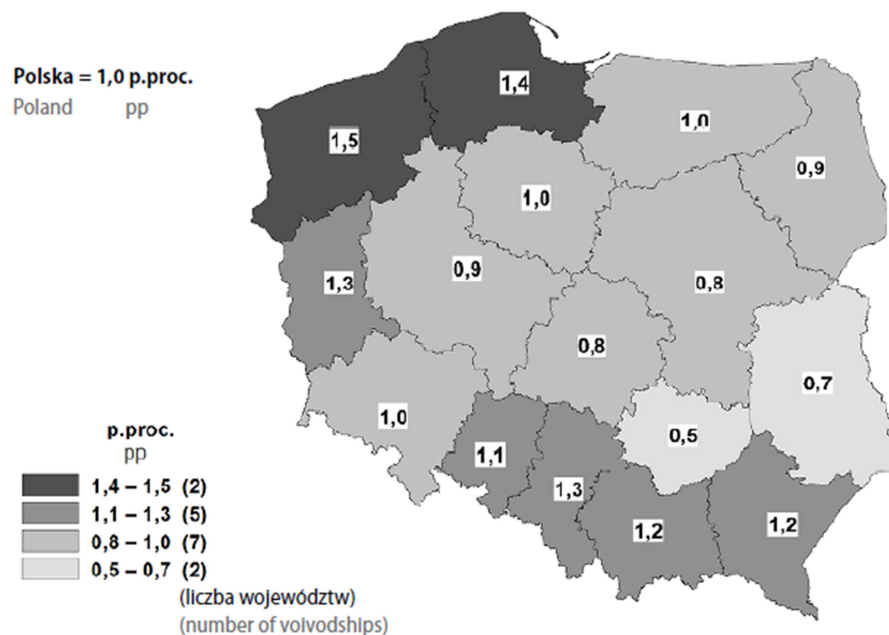 Polska = 1,0 p.proc.
Poland pp
1,4
1,5
1,0
0,9
1,0
0,9
1,3
0,8
0,8
0,7
1,0
0,5
1,1
1,3
1,2
1,2
p.proc.
pp
1,4 – 1,5 (2)
1,1 – 1,3 (5)
0,8 – 1,0 (7)
0,5 – 0,7 (2)
(liczba województw)
(number of voivodships)